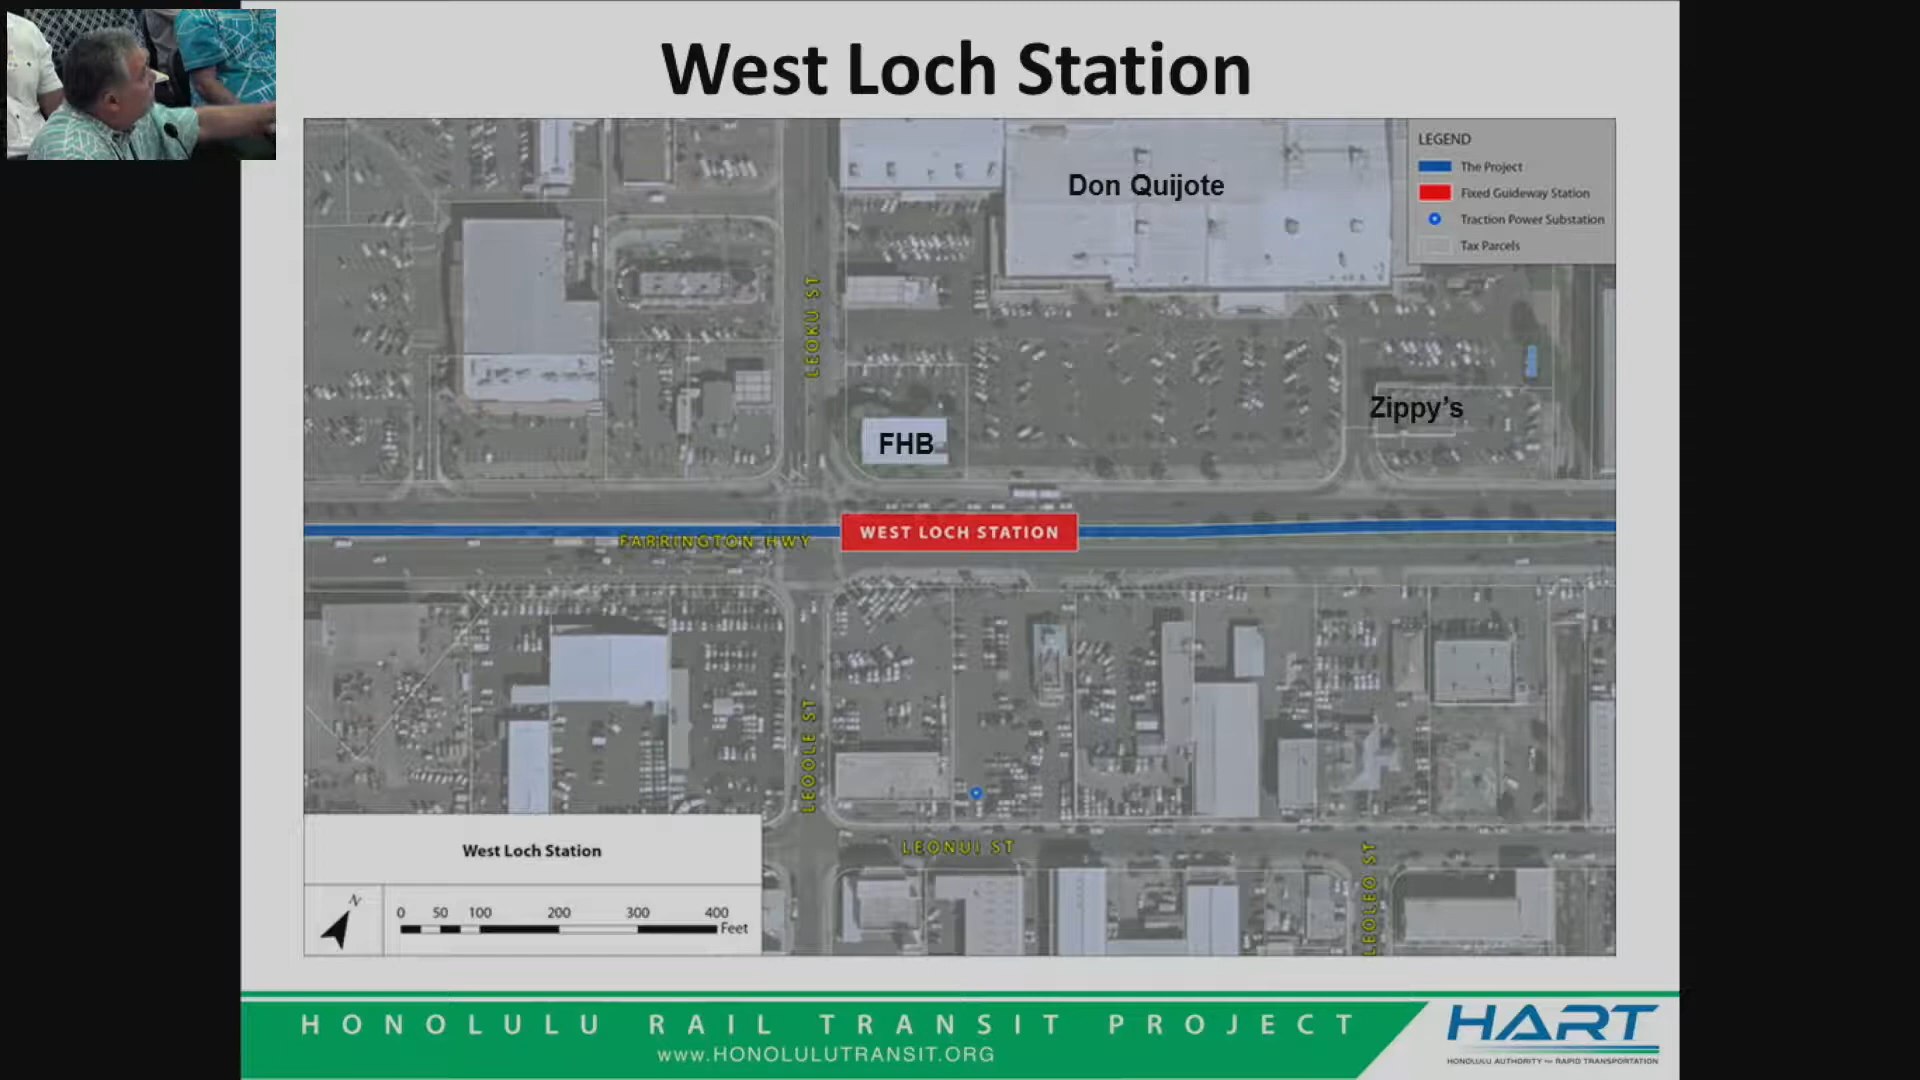 West Loch Station
LEGEND
The Project
Fixed Guideway Station
Traction Power Substation
Tax Parcels
Don Quijote
LEOKU ST
Zippy's
FHB
WEST LOCH STATION
FARRINGTON HWY
LEOOLE ST
LEONUI ST
LEOLEO ST
West Loch Station
N
0 50 100 200 300 400
Feet
HONOLULU RAIL TRANSIT PROJECT
WWW.HONOLULUTRANSIT.ORG
HART
HONOLULU AUTHORITY for RAPID TRANSPORTATION